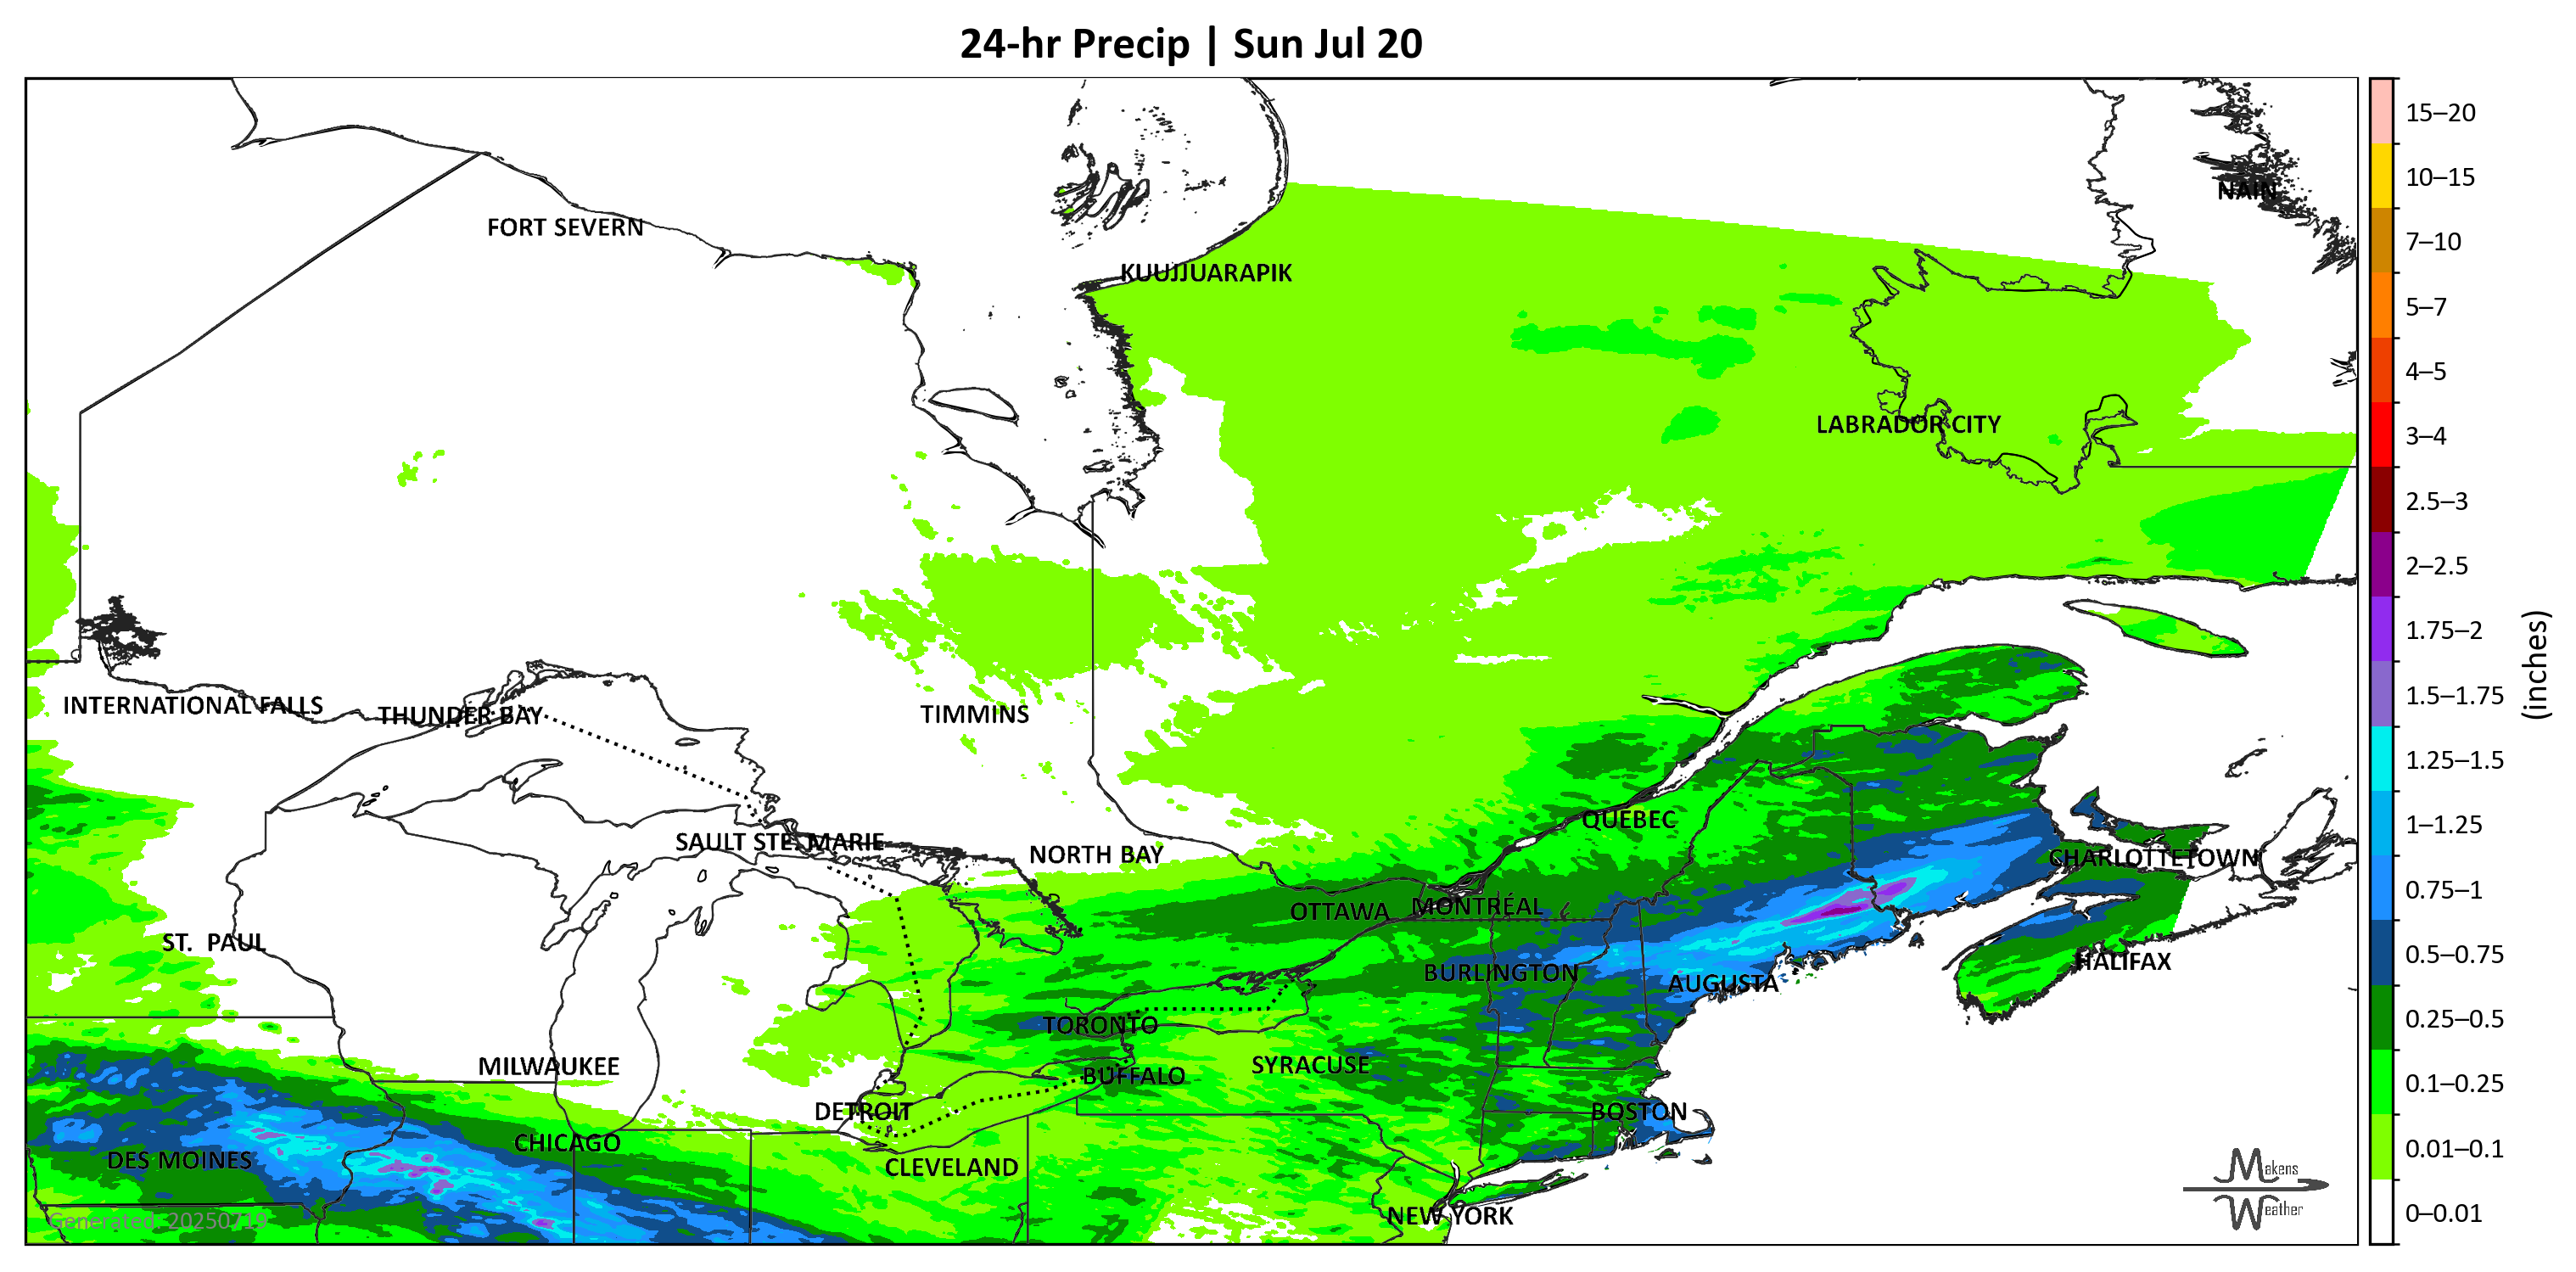 24-hr Precip | Sun Jul 20
15–20
10–15
NAIN
7–10
FORT SEVERN
KUUJJUARAPIK
5–7
4–5
LABRADOR CITY
3–4
2.5–3
2–2.5
1.75–2
(inches)
INTERNATIONAL FALLS
THUNDER BAY
TIMMINS
1.5–1.75
1.25–1.5
QUEBEC
1–1.25
SAULT STE. MARIE
NORTH BAY
CHARLOTTETOWN
0.75–1
OTTAWA
MONTRÉAL
ST. PAUL
0.5–0.75
BURLINGTON
HALIFAX
AUGUSTA
TORONTO
0.25–0.5
MILWAUKEE
SYRACUSE
BUFFALO
0.1–0.25
DETROIT
BOSTON
CHICAGO
0.01–0.1
DES MOINES
CLEVELAND
Makens
Weather
NEW YORK
0–0.01
Generated: 20250719